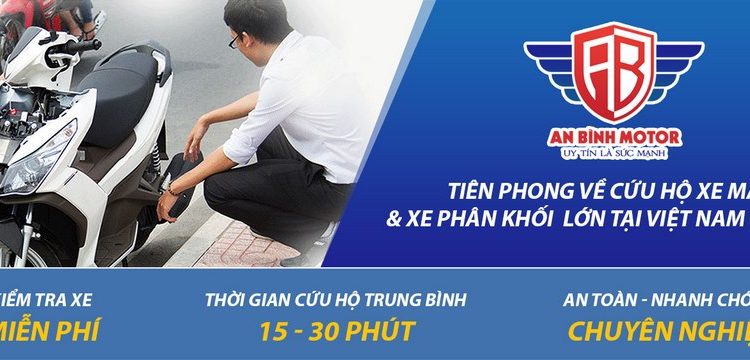 AB
AN BÌNH MOTOR
UY TÍN LÀ SỨC MẠNH
TIÊN PHONG VỀ CỨU HỘ XE MÁ
& XE PHÂN KHỐI LỚN TẠI VIỆT NAM
IỂM TRA XE
MIỄN PHÍ
THỜI GIAN CỨU HỘ TRUNG BÌNH
15 - 30 PHÚT
AN TOÀN - NHANH CHÓ
CHUYÊN NGHIỆ